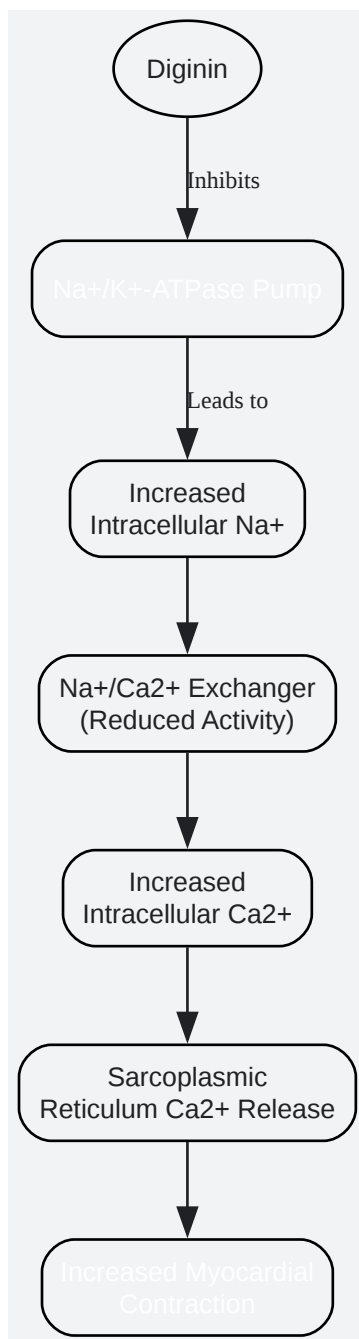 Diginin
Inhibits
Na+/K+-ATPase Pump
Leads to
Increased
Intracellular Na+
Na+/Ca2+ Exchanger
(Reduced Activity)
Increased
Intracellular Ca2+
Sarcoplasmic
Reticulum Ca2+ Release
Increased Myocardial
Contraction